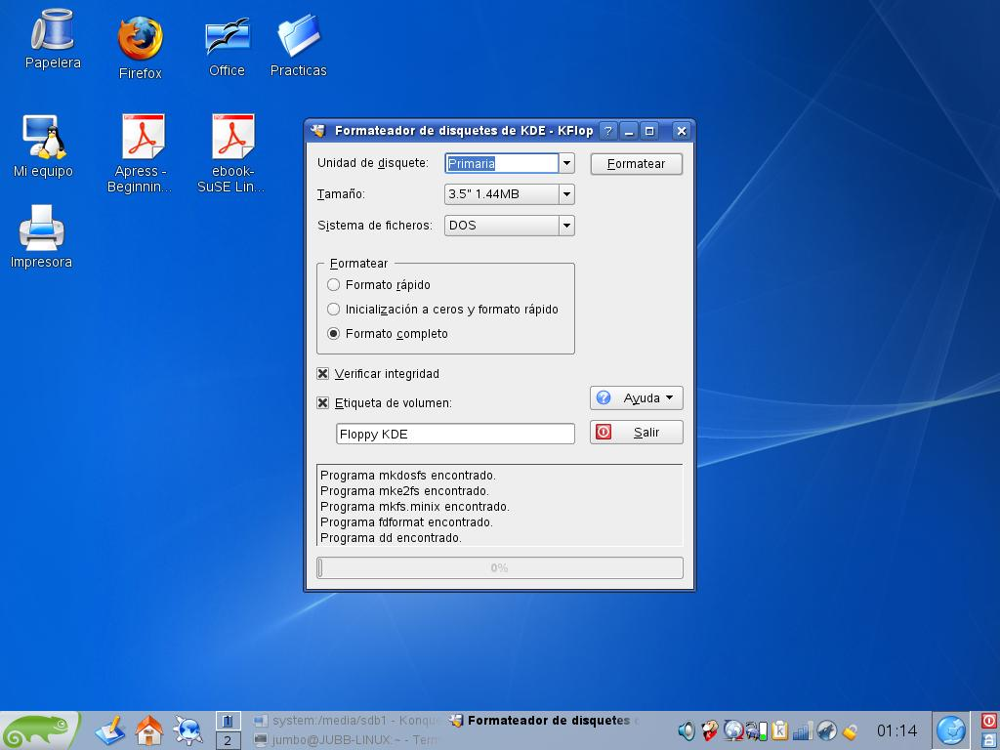 Papelera
Firefox
Office
Practicas
Mi equipo
Apress -
Beginnin...
ebook-
SuSE Lin...
Impresora
Formateador de disquetes de KDE - KFlop
Unidad de disquete:
Primaria
Formatear
Tamaño:
3.5" 1.44MB
Sistema de ficheros:
DOS
Formatear
Formato rápido
Inicialización a ceros y formato rápido
Formato completo
Verificar integridad
Etiqueta de volumen:
Ayuda
Floppy KDE
Salir
Programa mkdosfs encontrado.
Programa mke2fs encontrado.
Programa mkfs.minix encontrado.
Programa fdformat encontrado.
Programa dd encontrado.
0%
1
2
system:/media/sdb1 - Konque
jumbo@JUBB-LINUX:~ - Term
Formateador de disquetes
01:14